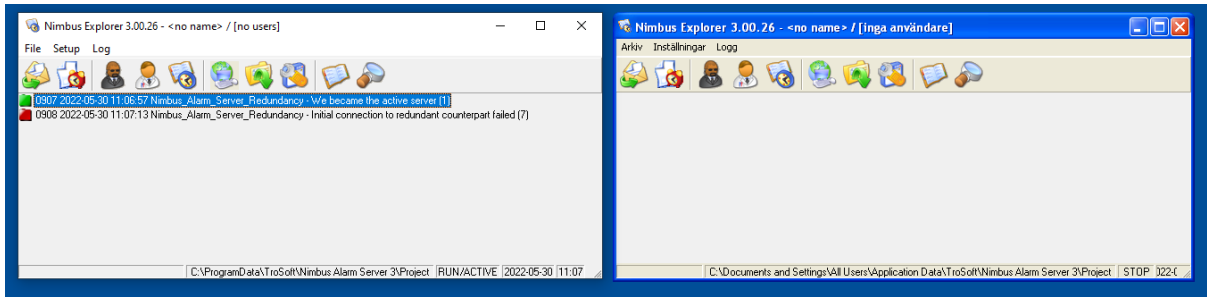 Nimbus Explorer 3.00.26 - <no name> / [no users]
File Setup Log
0907 2022-05-30 11:06:57 Nimbus_Alarm_Server_Redundancy - We became the active server (1)
0908 2022-05-30 11:07:13 Nimbus_Alarm_Server_Redundancy - Initial connection to redundant counterpart failed (7)
C:\ProgramData\TroSoft\Nimbus Alarm Server 3\Project RUN/ACTIVE 2022-05-30 11:07
Nimbus Explorer 3.00.26 - <no name> / [inga användare]
Arkiv Inställningar Logg
C:\Documents and Settings\All Users\Application Data\TroSoft\Nimbus Alarm Server 3\Project STOP